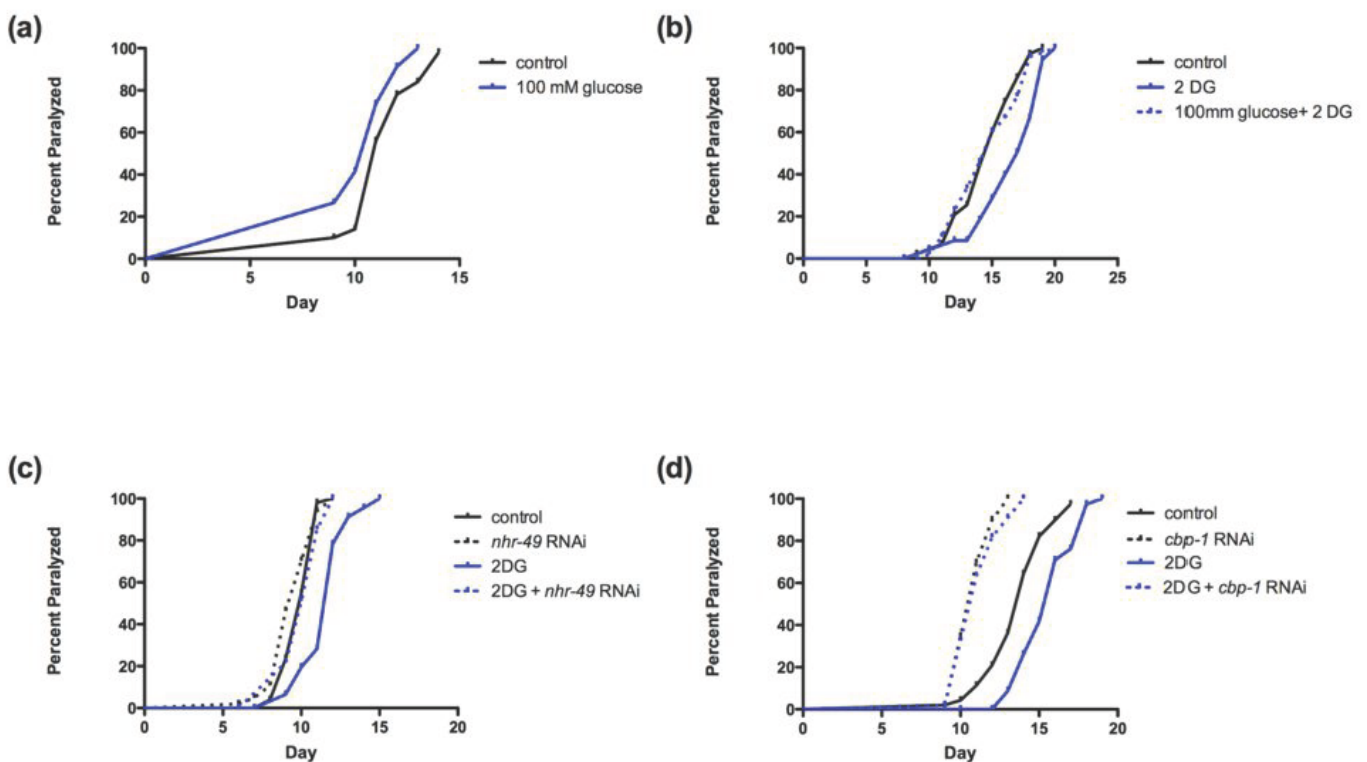 (a)
Percent Paralyzed
100
80
60
40
20
0
0 5 10 15
Day
control
100 mM glucose
(b)
Percent Paralyzed
100
80
60
40
20
0
0 5 10 15 20 25
Day
control
2 DG
100mm glucose+ 2 DG
(c)
Percent Paralyzed
100
80
60
40
20
0
0 5 10 15 20
Day
control
nhr-49 RNAi
2DG
2DG + nhr-49 RNAi
(d)
Percent Paralyzed
100
80
60
40
20
0
0 5 10 15 20
Day
control
cbp-1 RNAi
2DG
2DG + cbp-1 RNAi